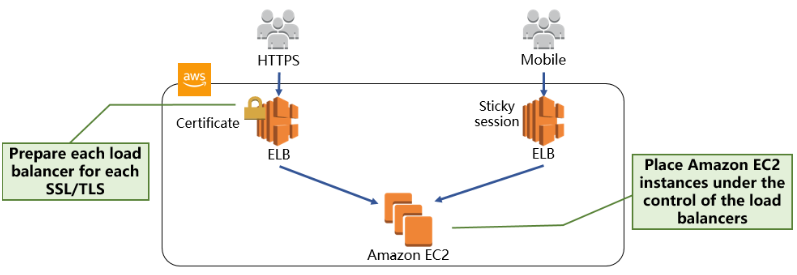 HTTPS
Mobile
aws
Certificate
Sticky
session
ELB
ELB
Prepare each load
balancer for each
SSL/TLS
Place Amazon EC2
instances under the
control of the load
balancers
Amazon EC2